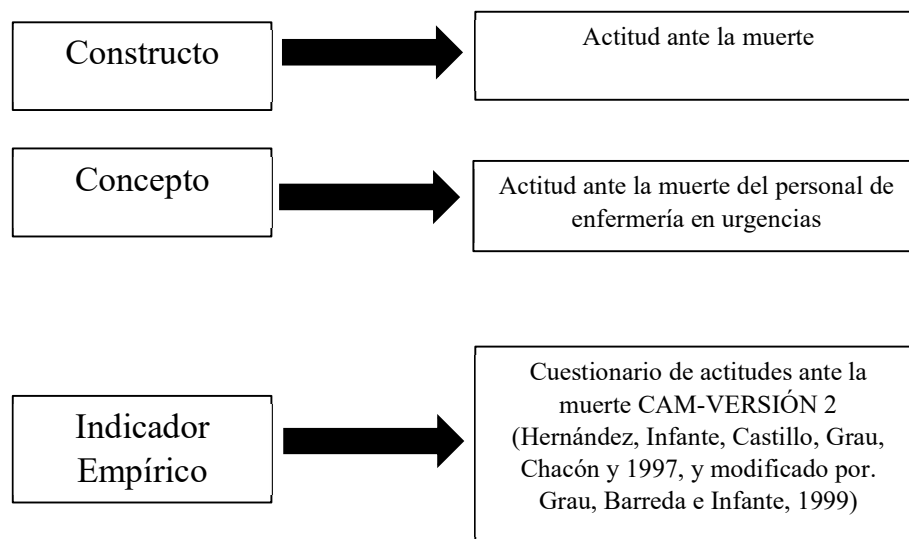 Constructo
Actitud ante la muerte
Concepto
Actitud ante la muerte del personal de
enfermería en urgencias
Indicador
Empírico
Cuestionario de actitudes ante la
muerte CAM-VERSIÓN 2
(Hernández, Infante, Castillo, Grau,
Chacón y 1997, y modificado por.
Grau, Barreda e Infante, 1999)